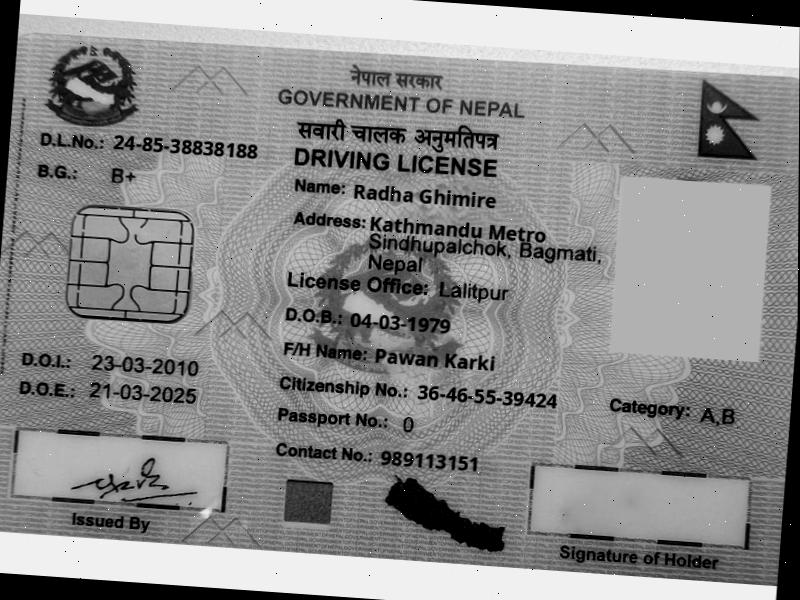 नेपाल सरकार
GOVERNMENT OF NEPAL
सवारी चालक अनुमतिपत्र
DRIVING LICENSE
D.L.No.: 24-85-38838188
B.G.: B+
Name: Radha Ghimire
Address: Kathmandu Metro
Sindhupalchok, Bagmati,
Nepal
License Office: Lalitpur
D.O.B.: 04-03-1979
F/H Name: Pawan Karki
D.O.I.: 23-03-2010
D.O.E.: 21-03-2025
Citizenship No.: 36-46-55-39424
Category: A,B
Passport No.: 0
Contact No.: 989113151
Issued By
Signature of Holder